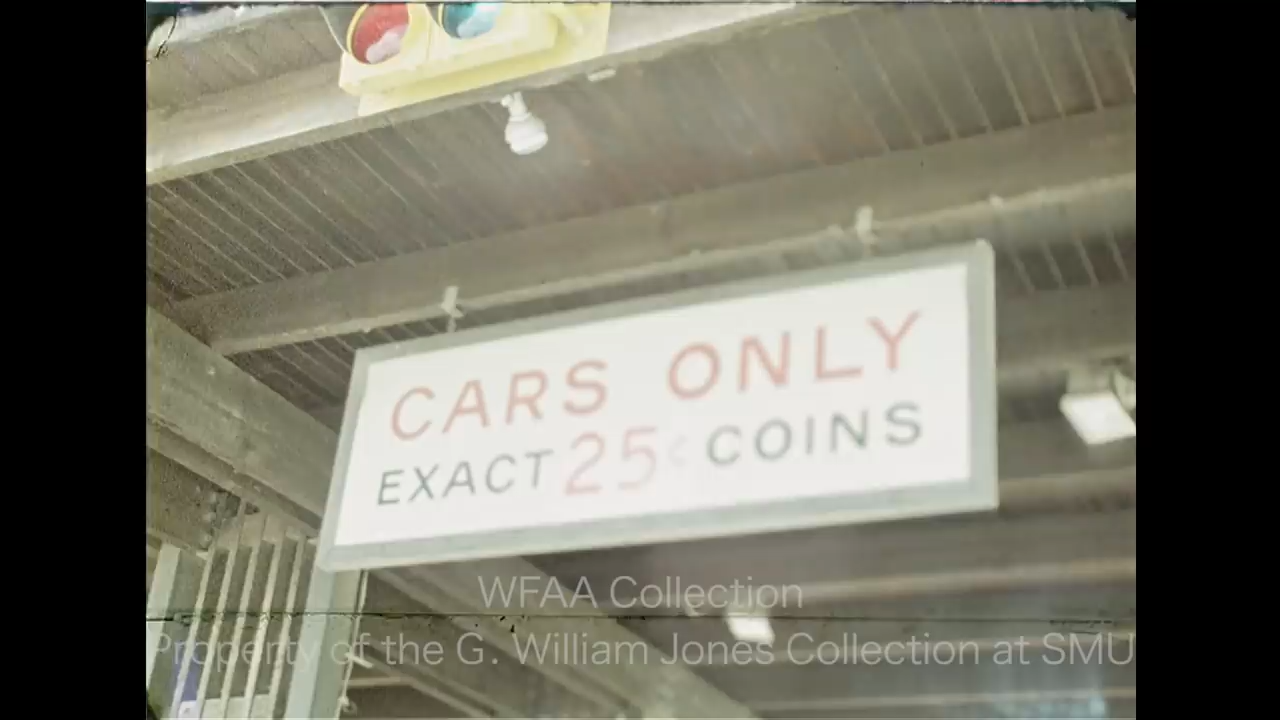 CARS ONLY
EXACT 25¢ COINS
WFAA Collection
Property of the G. William Jones Collection at SMU